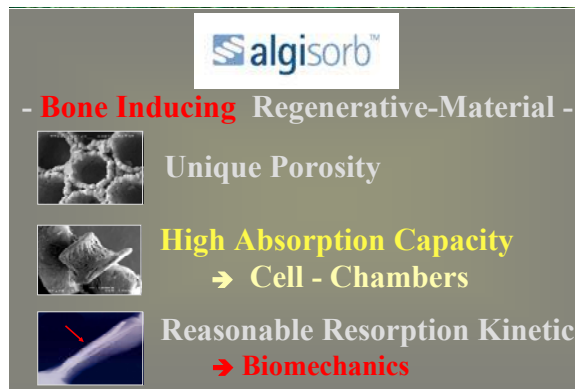 algisorb™
- Bone Inducing Regenerative-Material -
Unique Porosity
High Absorption Capacity
➔ Cell - Chambers
Reasonable Resorption Kinetic
➔ Biomechanics